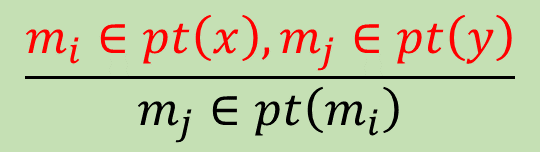 mᵢ ∈ pt(x), mⱼ ∈ pt(y)
mⱼ ∈ pt(mᵢ)